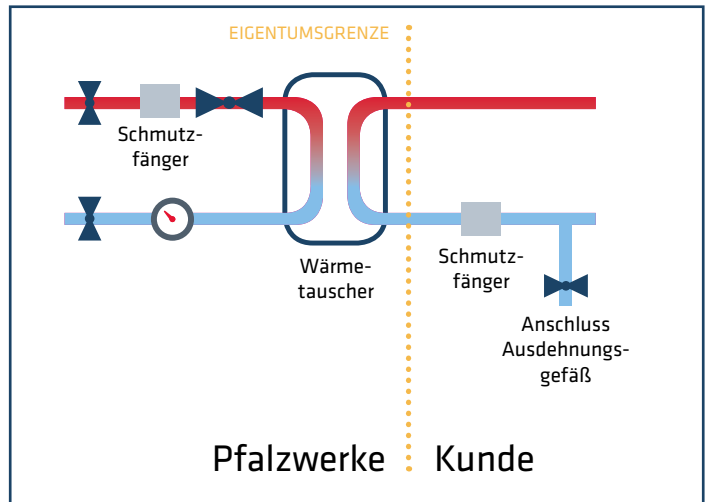 EIGENTUMSGRENZE
Schmutz-
fänger
Wärme-
tauscher
Schmutz-
fänger
Anschluss
Ausdehnungs-
gefäß
Pfalzwerke
Kunde